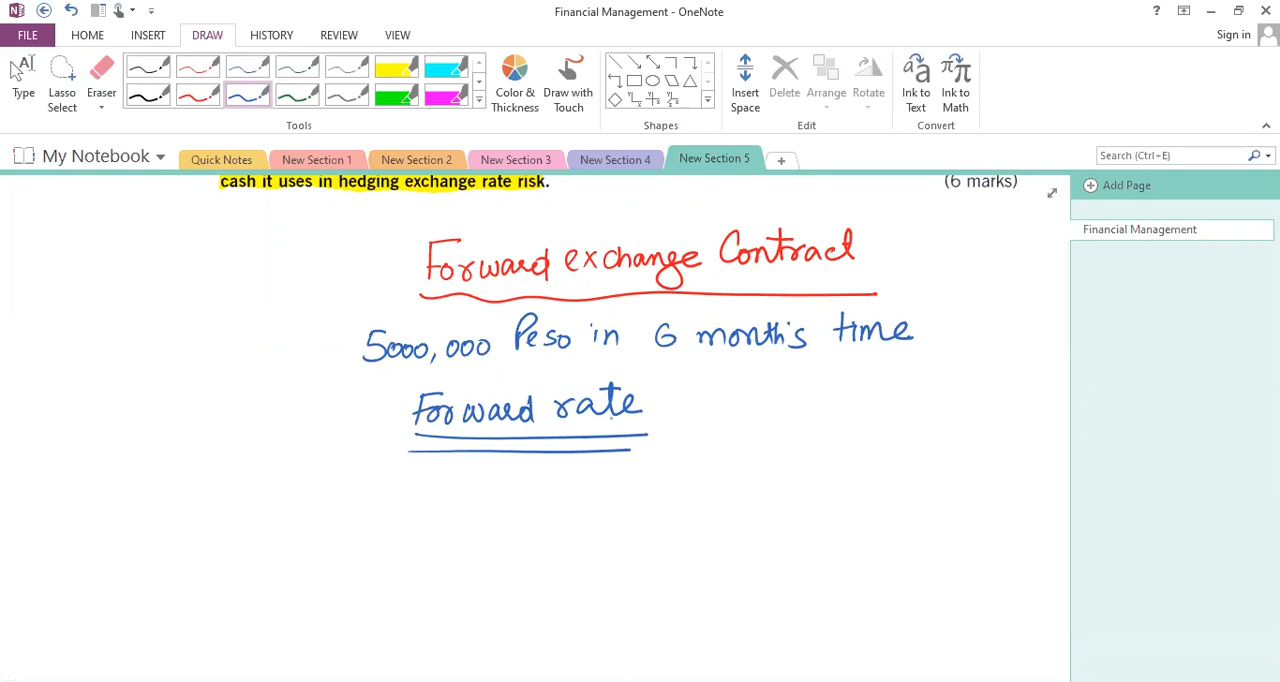 Financial Management - OneNote
Sign in
FILE HOME INSERT DRAW HISTORY REVIEW VIEW
Type Lasso Select Eraser Color & Thickness Draw with Touch Insert Space Delete Arrange Rotate Ink to Text Ink to Math
Tools Shapes Edit Convert
My Notebook Quick Notes New Section 1 New Section 2 New Section 3 New Section 4 New Section 5 Search (Ctrl+E)
cash it uses in hedging exchange rate risk. (6 marks)
Add Page
Financial Management
Forward exchange Contract
5000,000 Peso in 6 month's time
Forward rate